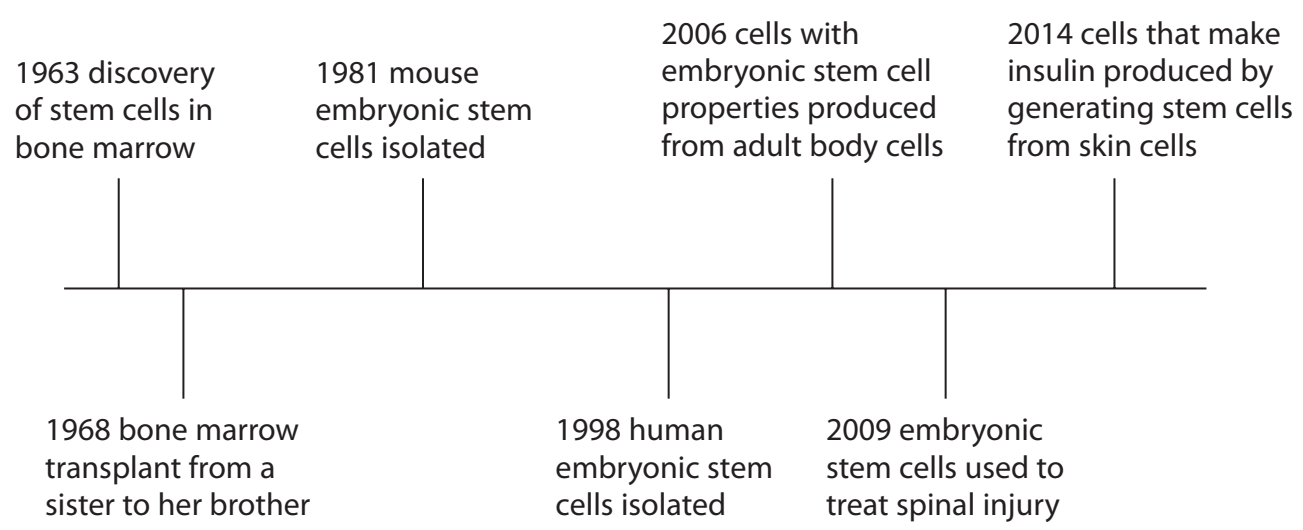 1963 discovery
of stem cells in
bone marrow
1981 mouse
embryonic stem
cells isolated
2006 cells with
embryonic stem cell
properties produced
from adult body cells
2014 cells that make
insulin produced by
generating stem cells
from skin cells
1968 bone marrow
transplant from a
sister to her brother
1998 human
embryonic stem
cells isolated
2009 embryonic
stem cells used to
treat spinal injury